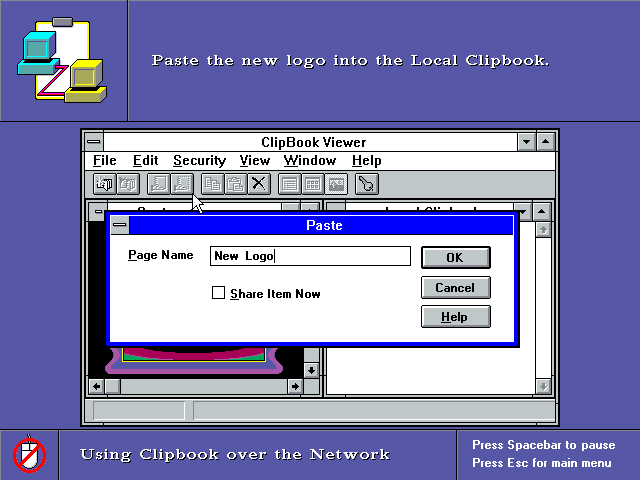 Paste the new logo into the Local Clipbook.
ClipBook Viewer
File Edit Security View Window Help
Paste
Page Name New Logo OK
Share Item Now Cancel
Help
Using Clipbook over the Network
Press Spacebar to pause
Press Esc for main menu